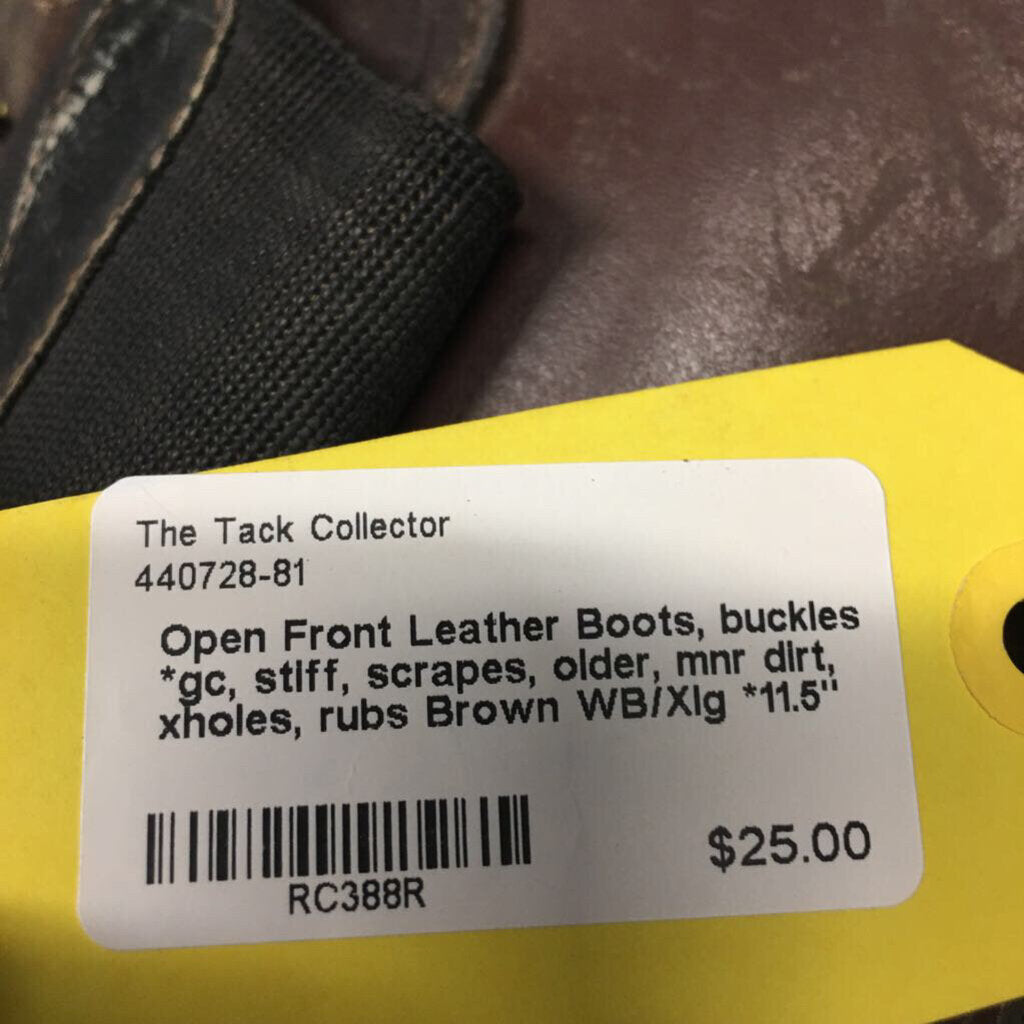 The Tack Collector
440728-81
Open Front Leather Boots, buckles
*gc, stiff, scrapes, older, mnr dirt,
xholes, rubs Brown WB/Xlg *11.5"
RC388R
$25.00